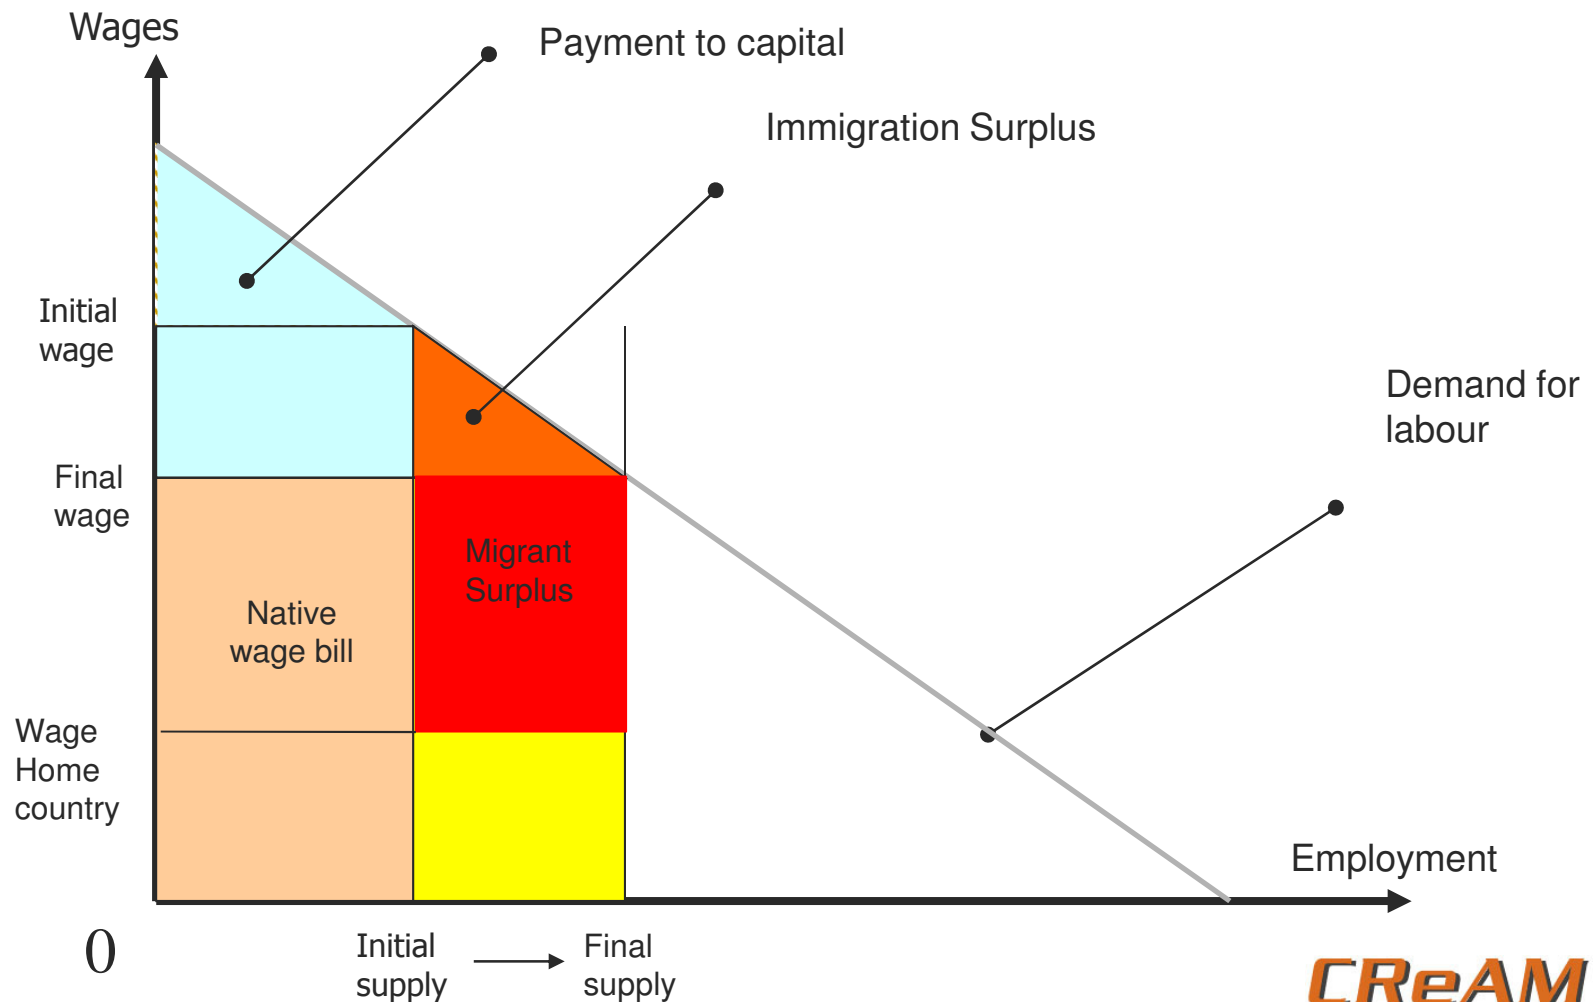 Wages
Payment to capital
Immigration Surplus
Initial
wage
Demand for
labour
Final
wage
Migrant
Surplus
Native
wage bill
Wage
Home
country
Employment
0
Initial
supply
Final
supply
CReAM